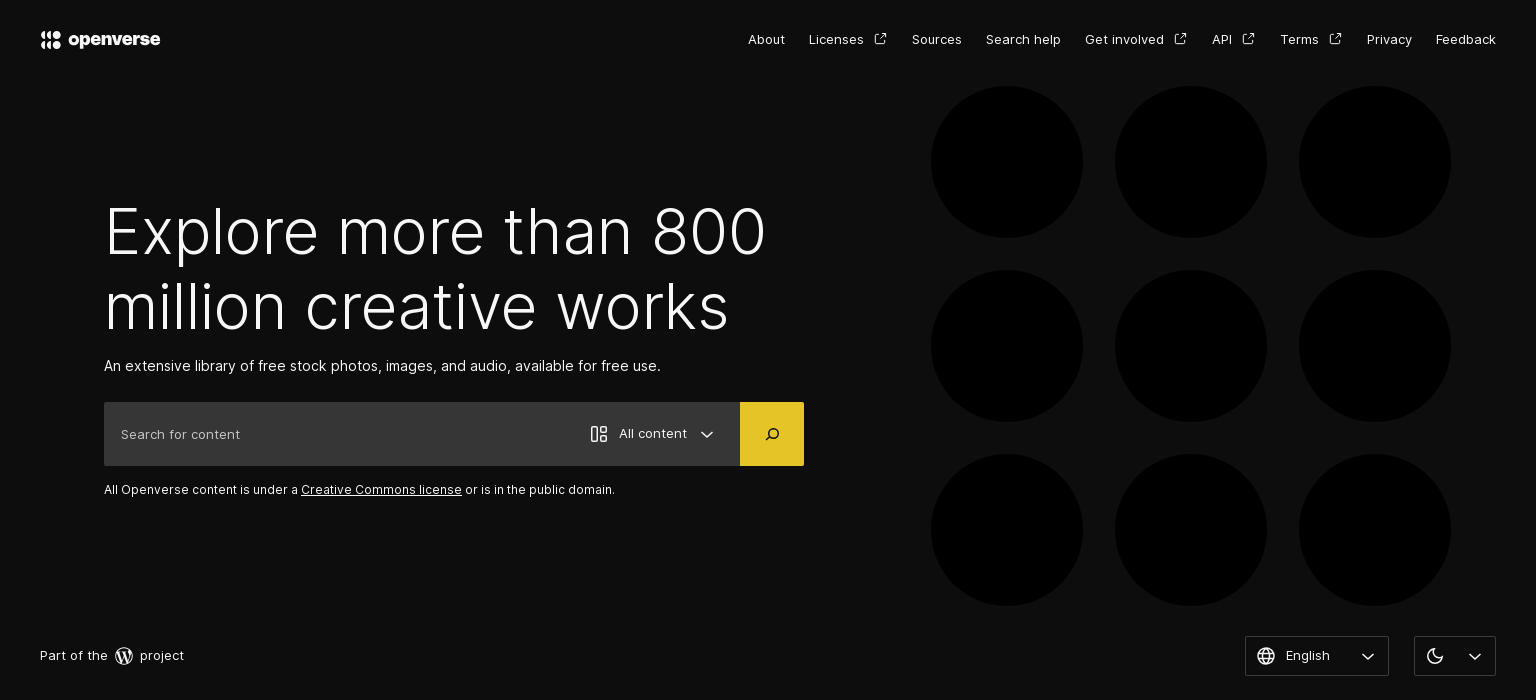 openverse
About Licenses Sources Search help Get involved API Terms Privacy Feedback
Explore more than 800
million creative works
An extensive library of free stock photos, images, and audio, available for free use.
Search for content All content
All Openverse content is under a Creative Commons license or is in the public domain.
Part of the project
English